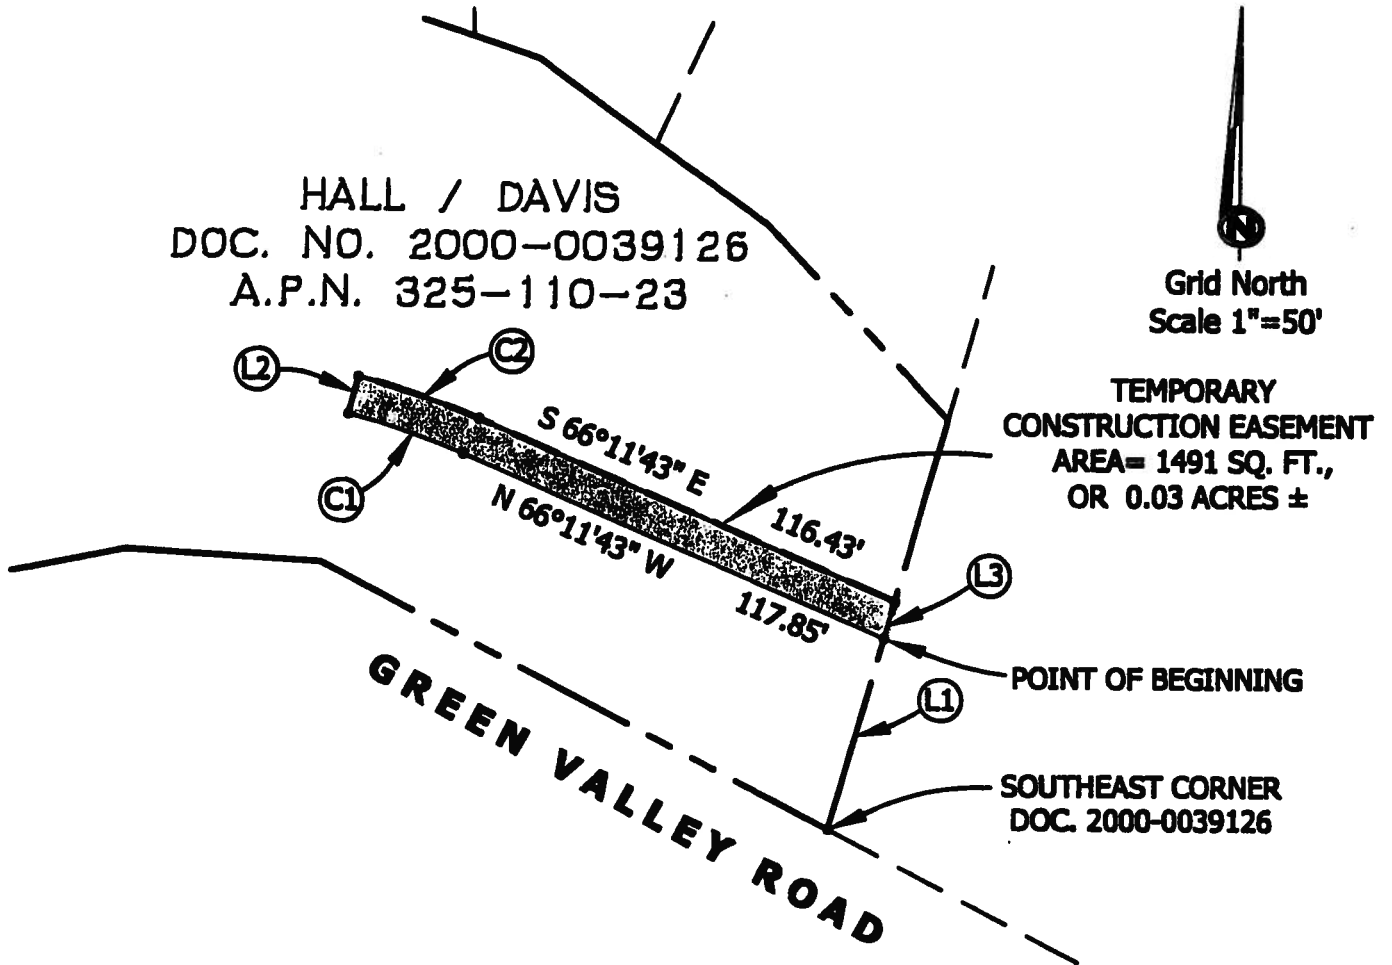 HALL / DAVIS
DOC. NO. 2000-0039126
A.P.N. 325-110-23
N
Grid North
Scale 1"=50'
L2
C2
TEMPORARY
CONSTRUCTION EASEMENT
AREA= 1491 SQ. FT.,
OR 0.03 ACRES ±
S 66°11'43" E
116.43'
C1
N 66°11'43" W
117.85'
L3
POINT OF BEGINNING
L1
GREEN VALLEY ROAD
SOUTHEAST CORNER
DOC. 2000-0039126